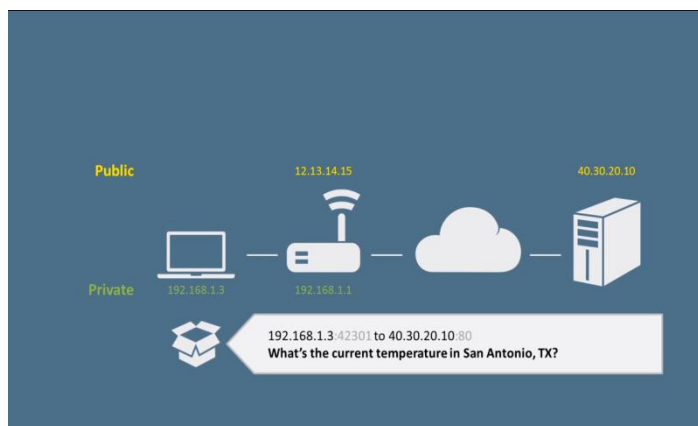 Public 12.13.14.15 40.30.20.10
Private 192.168.1.3 192.168.1.1
192.168.1.3:42301 to 40.30.20.10:80
What's the current temperature in San Antonio, TX?